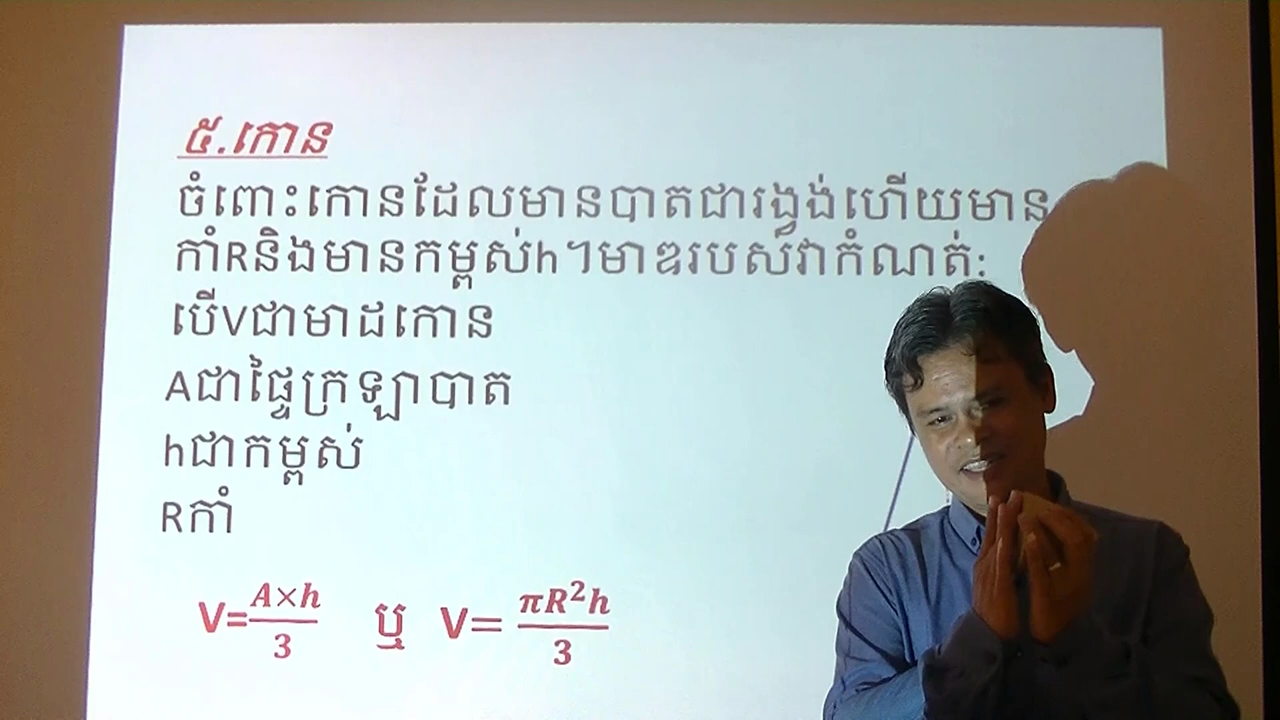 ៥.កោន
ចំពោះកោនដែលមានបាតជារង្វង់ហើយមាន
កាំRនិងមានកម្ពស់h។មាឌរបស់វាកំណត់:
បើVជាមាដកោន
Aជាផ្ទៃក្រឡាបាត
hជាកម្ពស់
Rកាំ
V=A×h/3 ឬ V= πR²h/3